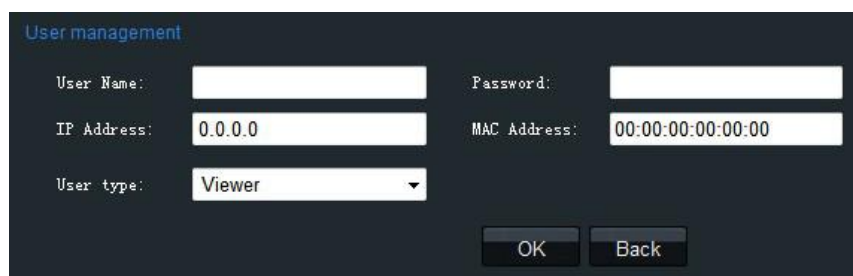 User management
User Name: Password:
IP Address: 0.0.0.0 MAC Address: 00:00:00:00:00:00
User type: Viewer
OK Back